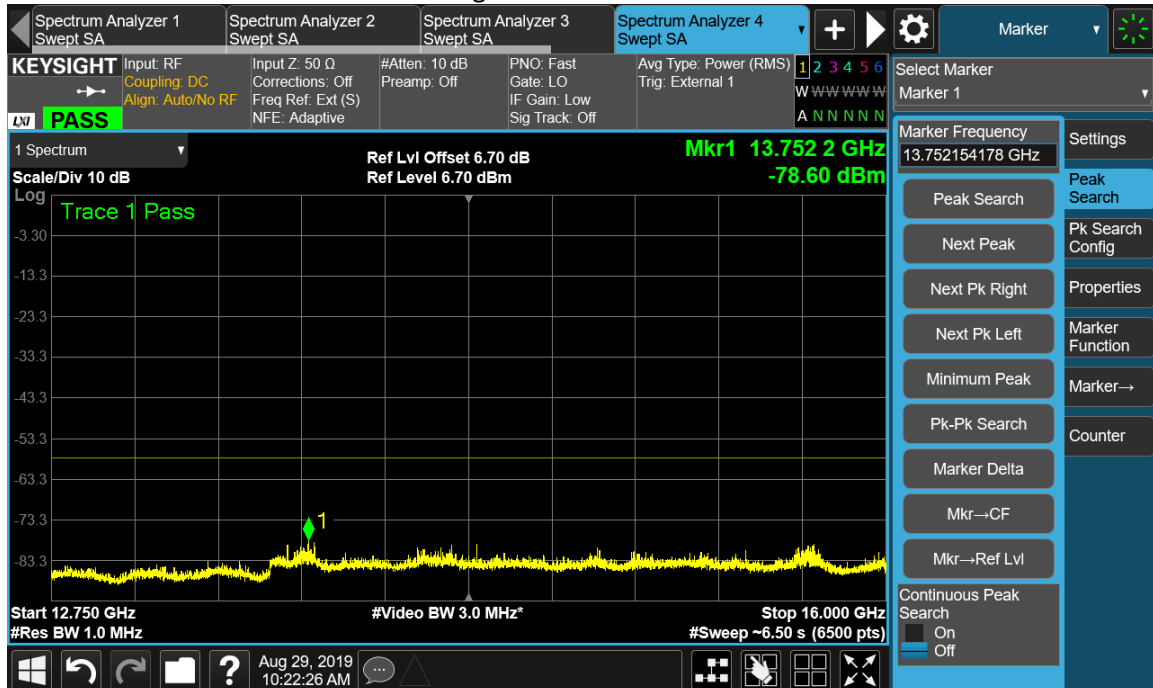 Spectrum Analyzer 1
Swept SA
Spectrum Analyzer 2
Swept SA
Spectrum Analyzer 3
Swept SA
Spectrum Analyzer 4
Swept SA
+
Marker
KEYSIGHT
LXI
PASS
Input: RF
Coupling: DC
Align: Auto/No RF
Input Z: 50 Ω
Corrections: Off
Freq Ref: Ext (S)
NFE: Adaptive
#Atten: 10 dB
Preamp: Off
PNO: Fast
Gate: LO
IF Gain: Low
Sig Track: Off
Avg Type: Power (RMS)
Trig: External 1
1 2 3 4 5 6
W W W W W W
A N N N N N
Select Marker
Marker 1
1 Spectrum
Scale/Div 10 dB
Ref Lvl Offset 6.70 dB
Ref Level 6.70 dBm
Mkr1 13.752 2 GHz
-78.60 dBm
Log
Trace 1 Pass
-3.30
-13.3
-23.3
-33.3
-43.3
-53.3
-63.3
-73.3
-83.3
1
Start 12.750 GHz
#Res BW 1.0 MHz
#Video BW 3.0 MHz*
Stop 16.000 GHz
#Sweep ~6.50 s (6500 pts)
Marker Frequency
13.752154178 GHz
Peak Search
Next Peak
Next Pk Right
Next Pk Left
Minimum Peak
Pk-Pk Search
Marker Delta
Mkr→CF
Mkr→Ref Lvl
Continuous Peak
Search
On
Off
Settings
Peak
Search
Pk Search
Config
Properties
Marker
Function
Marker→
Counter
?
Aug 29, 2019
10:22:26 AM